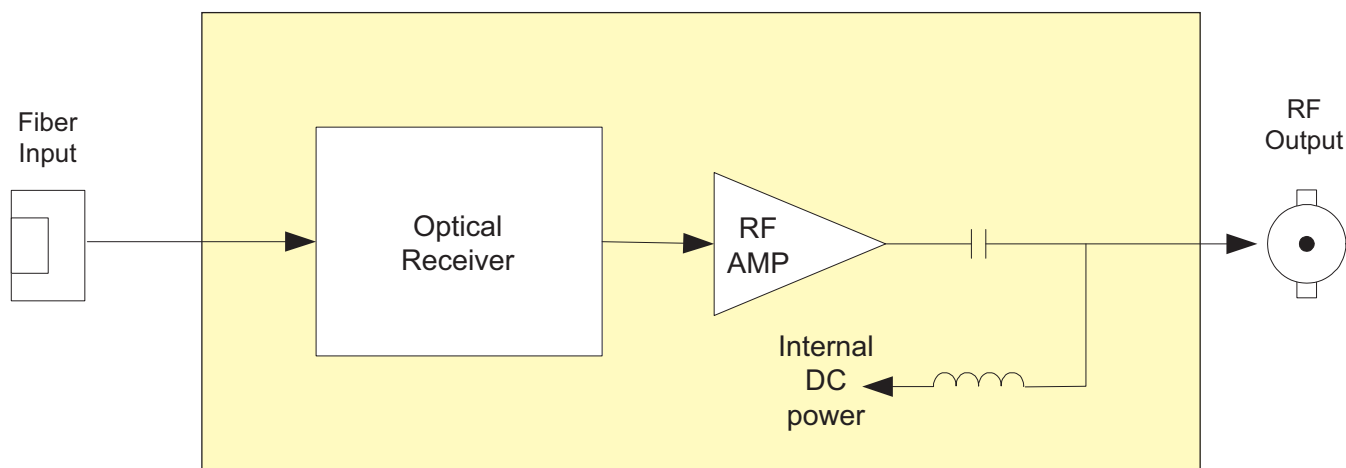 Fiber
Input
Optical
Receiver
RF
AMP
Internal
DC
power
RF
Output